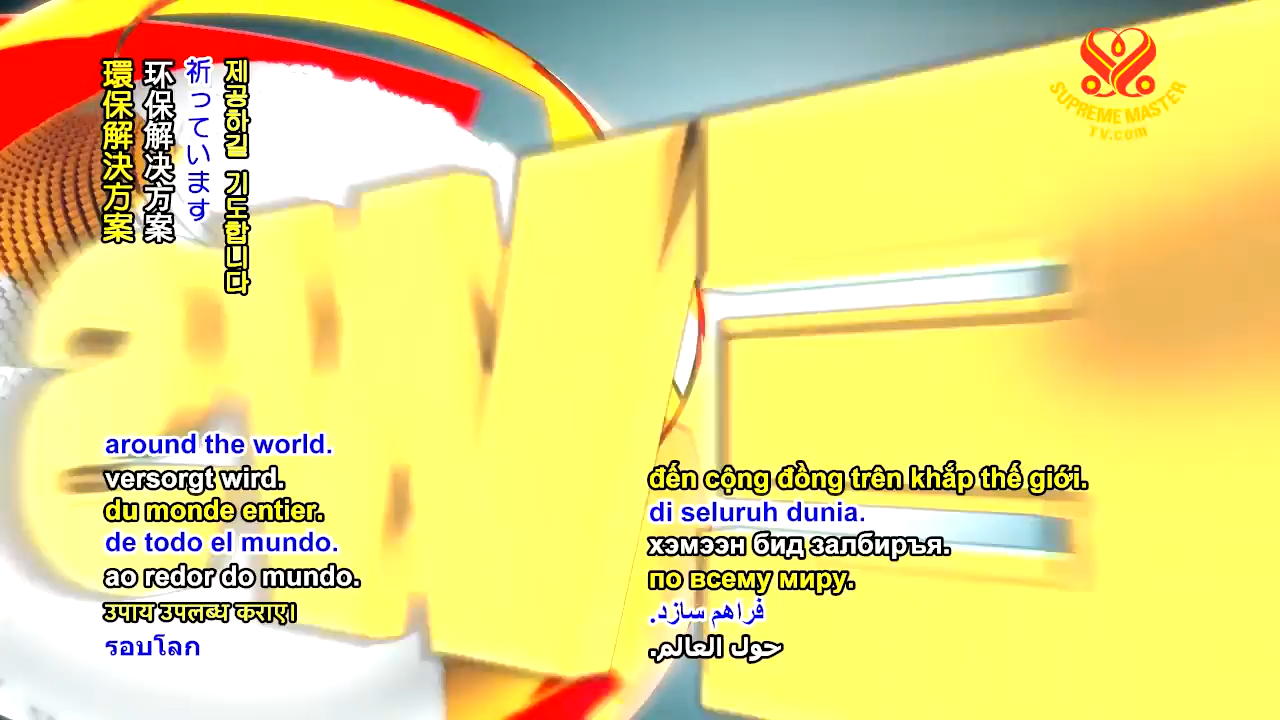 環保解決方案
环保解决方案
祈っています
제공하길 기도합니다
SUPREME MASTER
TV.com
around the world.
versorgt wird.
du monde entier.
de todo el mundo.
ao redor do mundo.
उपाय उपलब्ध कराए।
รอบโลก
đến cộng đồng trên khắp thế giới.
di seluruh dunia.
хэмээн бид залбиръя.
по всему миру.
فراهم سازد.
حول العالم.